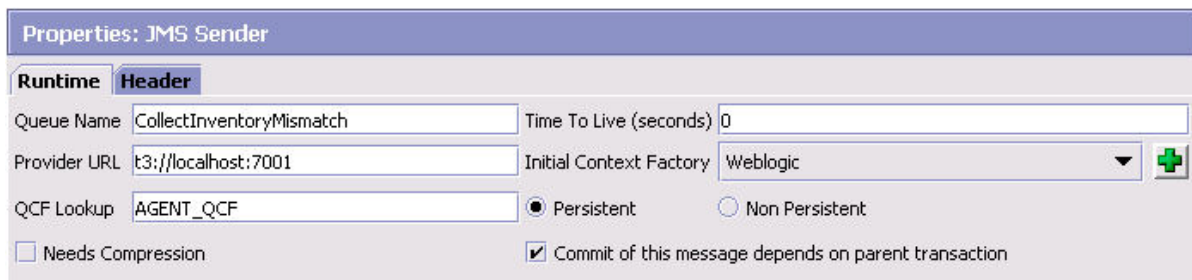 Properties: JMS Sender
Runtime Header
Queue Name CollectInventoryMismatch Time To Live (seconds) 0
Provider URL t3://localhost:7001 Initial Context Factory Weblogic
QCF Lookup AGENT_QCF Persistent Non Persistent
Needs Compression Commit of this message depends on parent transaction